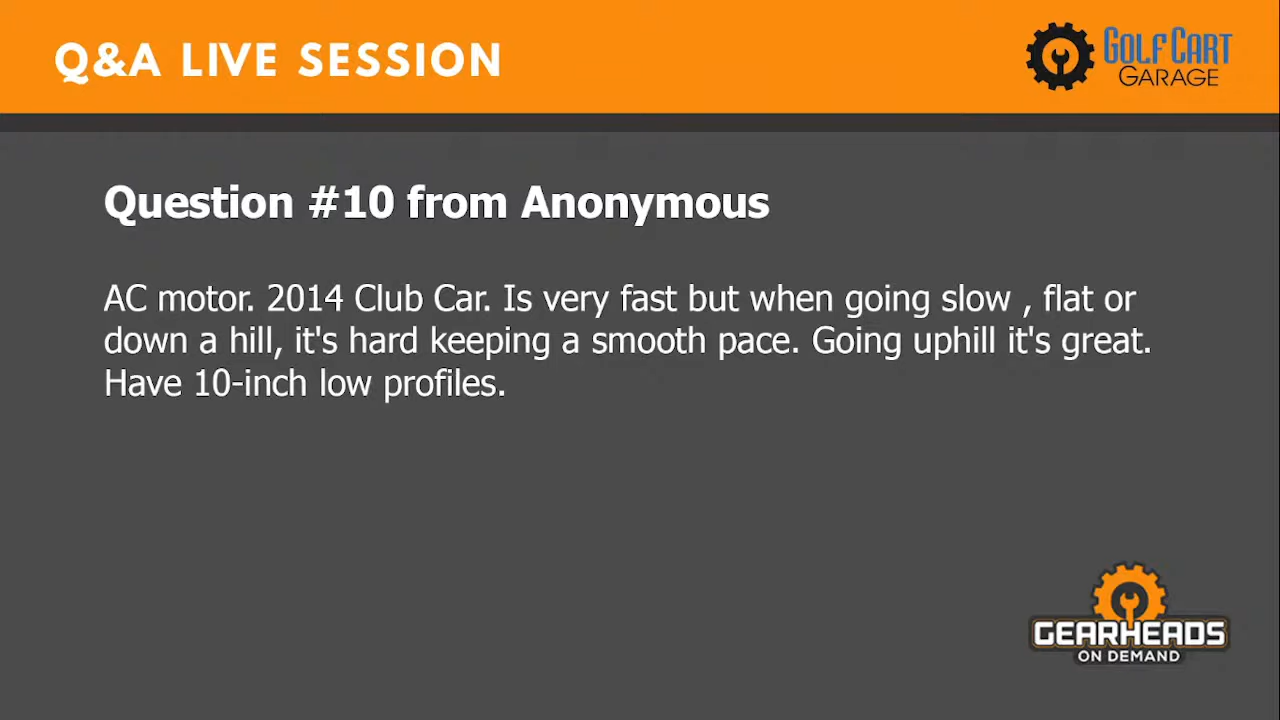 Q&A LIVE SESSION
GOLF CART
GARAGE
Question #10 from Anonymous
AC motor. 2014 Club Car. Is very fast but when going slow , flat or
down a hill, it's hard keeping a smooth pace. Going uphill it's great.
Have 10-inch low profiles.
GEARHEADS
ON DEMAND